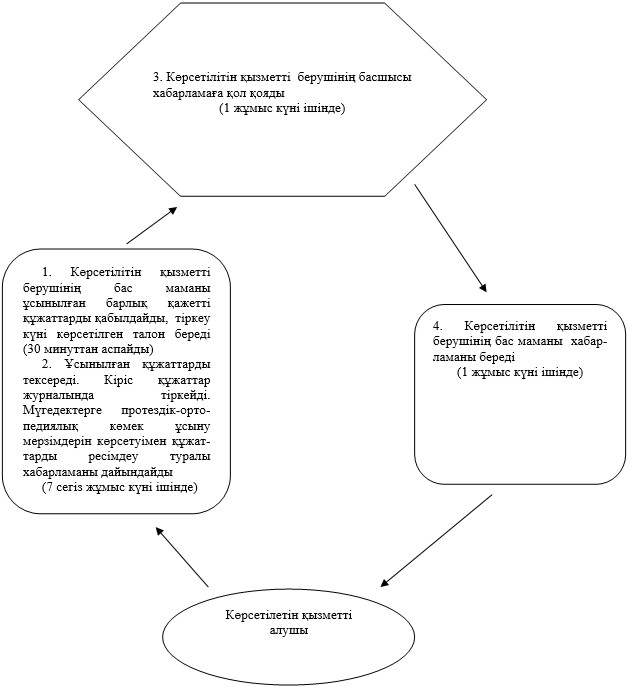 3. Көрсетілітін қызметті берушінің басшысы
хабарламаға қол қояды
(1 жұмыс күні ішінде)
1. Көрсетілітін қызметті
берушінің бас маманы
ұсынылған барлық қажетті
құжаттарды қабылдайды, тіркеу
күні көрсетілген талон береді
(30 минуттан аспайды)
2. Ұсынылған құжаттарды
тексереді. Кіріс құжаттар
журналында тіркейді.
Мүгедектерге протездік-орто-
педиялық көмек ұсыну
мерзімдерін көрсетуімен құжат-
тарды ресімдеу туралы
хабарламаны дайындайды
(7 сегіз жұмыс күні ішінде)
4. Көрсетілітін қызметті
берушінің бас маманы хабар-
ламаны береді
(1 жұмыс күні ішінде)
Көрсетілетін қызметті
алушы